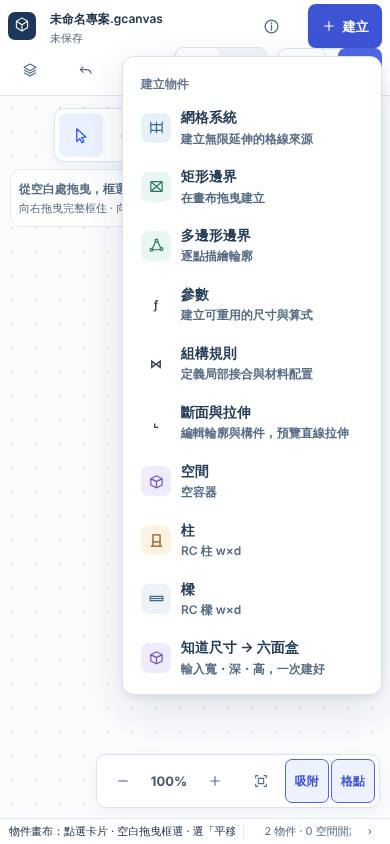 未命名專案.gcanvas
未保存
建立
建立物件
網格系統
建立無限延伸的格線來源
矩形邊界
在畫布拖曳建立
多邊形邊界
逐點描繪輪廓
參數
建立可重用的尺寸與算式
組構規則
定義局部接合與材料配置
斷面與拉伸
編輯輪廓與構件，預覽直線拉伸
空間
空容器
柱
RC 柱 w×d
樑
RC 樑 w×d
知道尺寸 → 六面盒
輸入寬・深・高，一次建好
從空白處拖曳，框選
向右拖曳完整框住・向
100%
吸附
格點
物件畫布：點選卡片・空白拖曳框選・選「平移
2 物件・0 空間